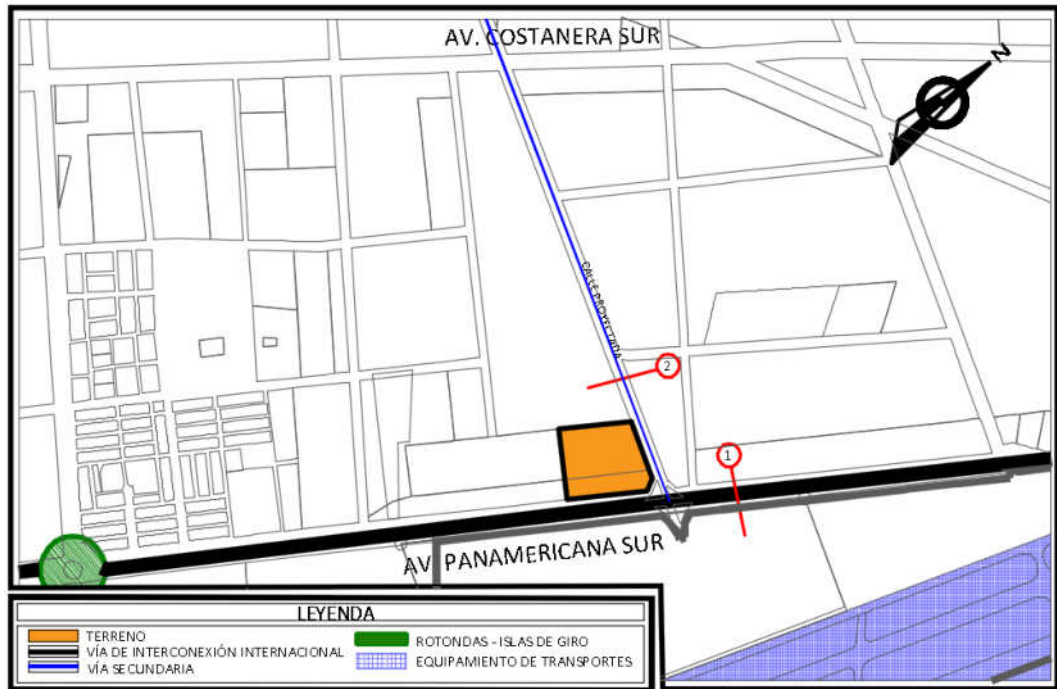 AV. COSTANERA SUR
N
CALLE PROYECTADA
2
1
AV. PANAMERICANA SUR
LEYENDA
TERRENO
VÍA DE INTERCONEXIÓN INTERNACIONAL
VÍA SECUNDARIA
ROTONDAS - ISLAS DE GIRO
EQUIPAMIENTO DE TRANSPORTES